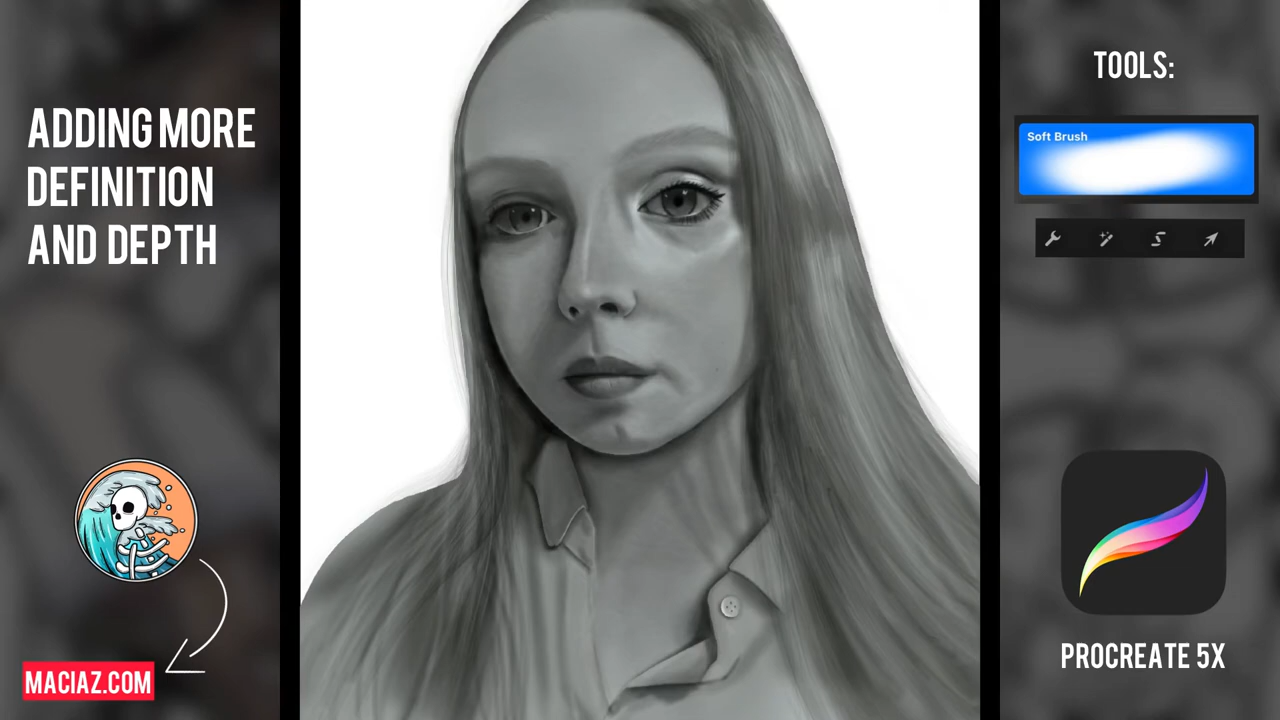 ADDING MORE
DEFINITION
AND DEPTH
MACIAZ.COM
TOOLS:
Soft Brush
PROCREATE 5X